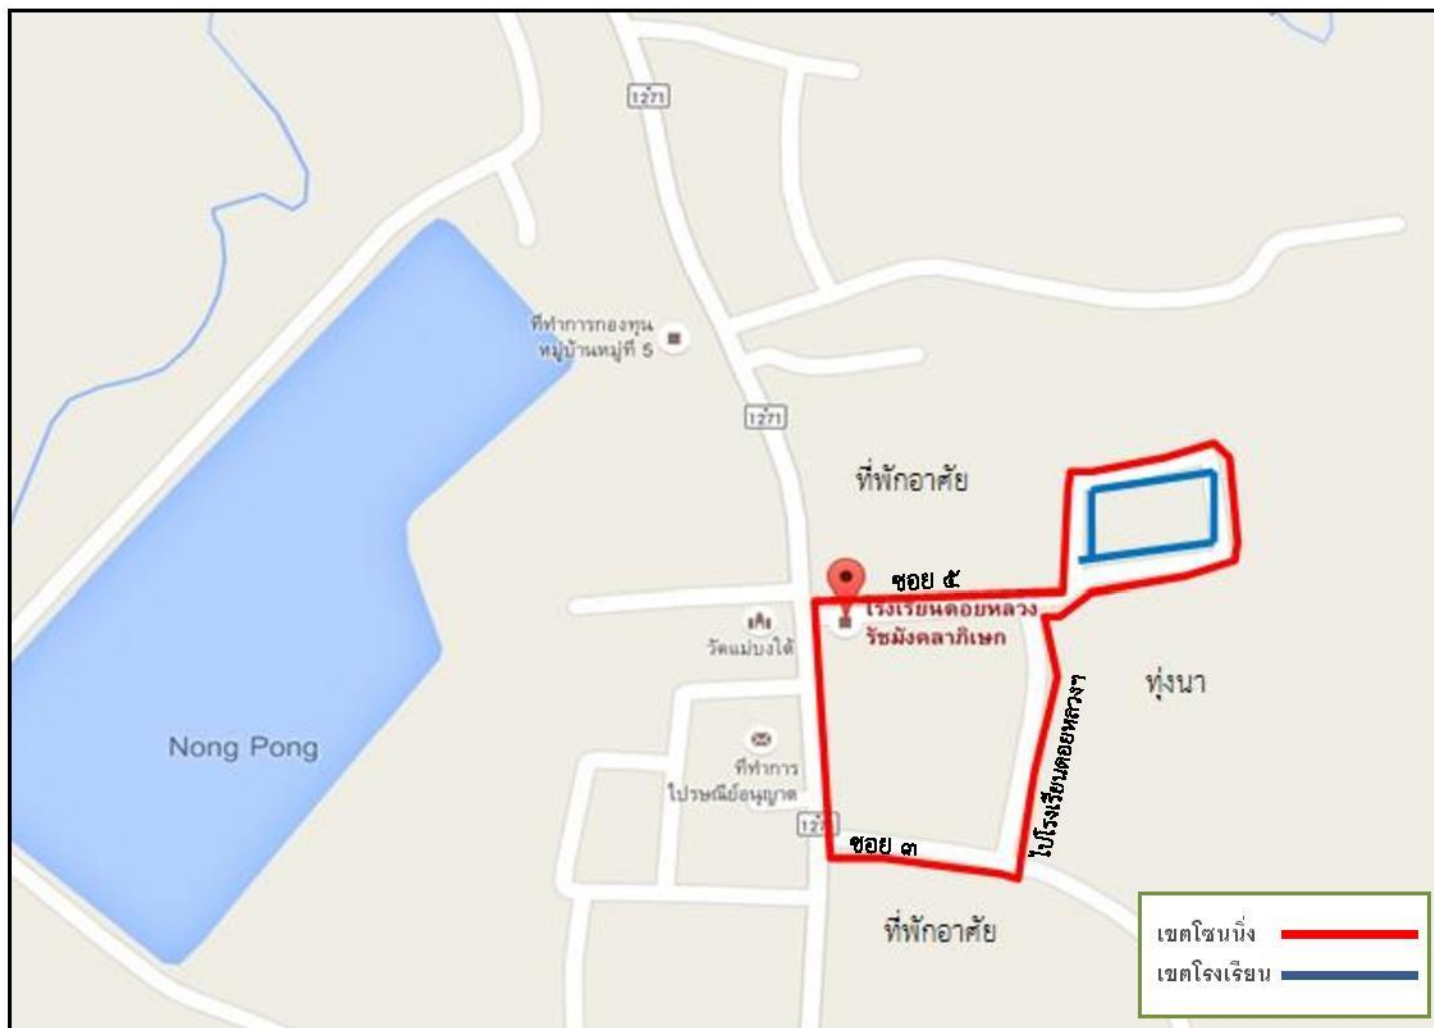 1271
ที่ทำการกองทุน
หมู่บ้านหมู่ที่ 5
1271
ที่พักอาศัย
ซอย ๕
โรงเรียนดอยหลวง
รัชมังคลาภิเษก
วัดแม่บงใต้
ทุ่งนา
ไปโรงเรียนดอยหลวงฯ
Nong Pong
ที่ทำการ
ไปรษณีย์อนุญาต
1271
ซอย ๓
ที่พักอาศัย
เขตโซนนิ่ง
เขตโรงเรียน